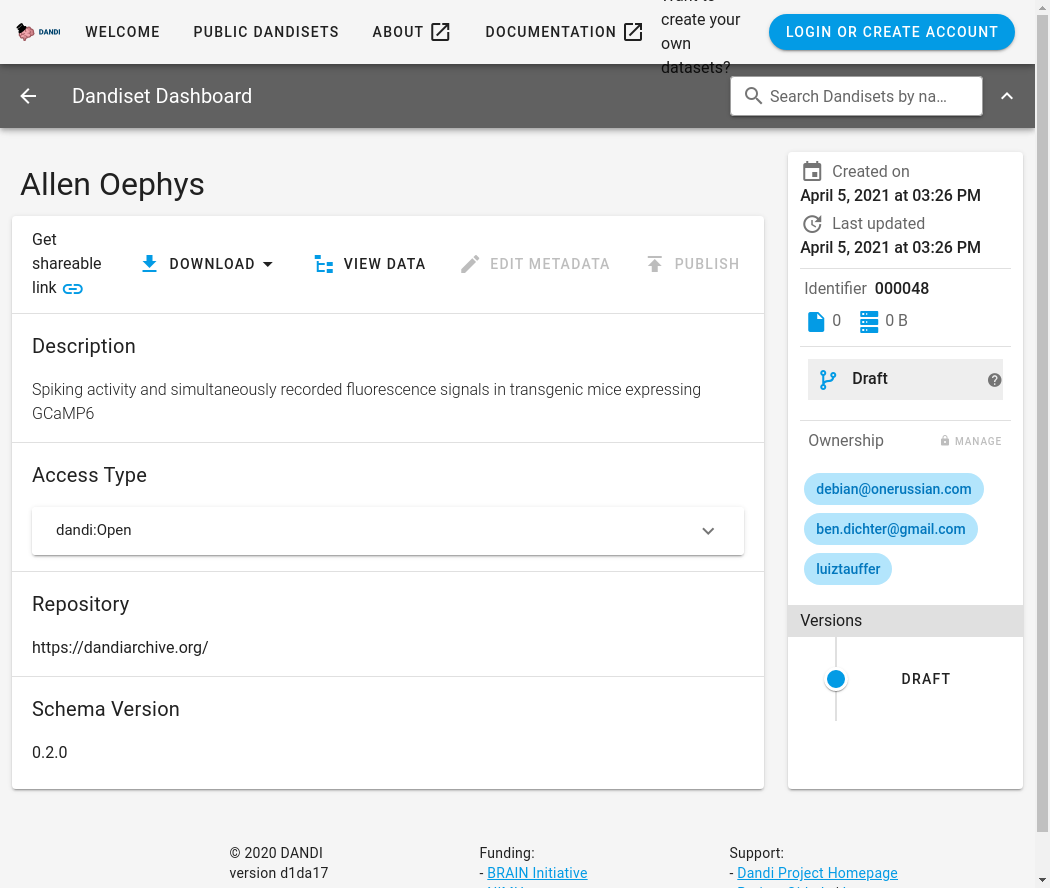 DANDI
WELCOME
PUBLIC DANDISETS
ABOUT
DOCUMENTATION
create your
own
datasets?
LOGIN OR CREATE ACCOUNT
Dandiset Dashboard
Search Dandisets by na...
Allen Oephys
Get
shareable
link
DOWNLOAD
VIEW DATA
EDIT METADATA
PUBLISH
Description
Spiking activity and simultaneously recorded fluorescence signals in transgenic mice expressing
GCaMP6
Access Type
dandi:Open
Repository
https://dandiarchive.org/
Schema Version
0.2.0
Created on
April 5, 2021 at 03:26 PM
Last updated
April 5, 2021 at 03:26 PM
Identifier 000048
0
0 B
Draft
Ownership
MANAGE
debian@onerussian.com
ben.dichter@gmail.com
luiztauffer
Versions
DRAFT
© 2020 DANDI
version d1da17
Funding:
- BRAIN Initiative
Support:
- Dandi Project Homepage